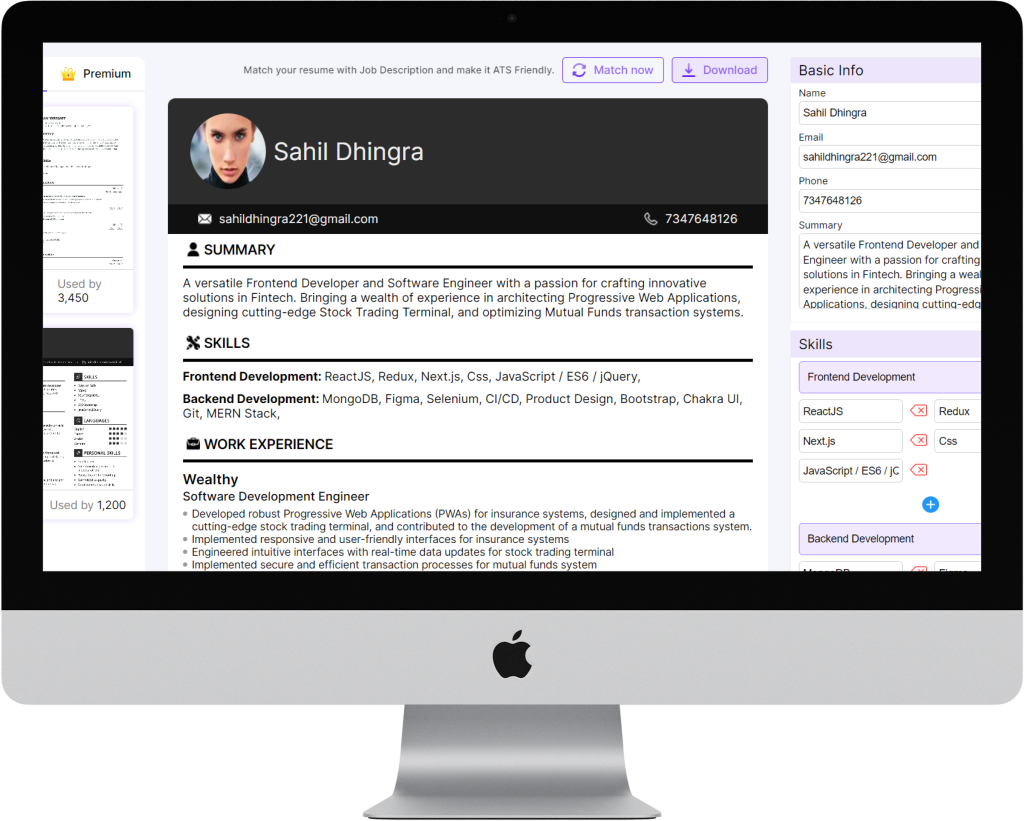 Premium
Used by
3,450
SKILLS
LANGUAGES
PERSONAL SKILLS
Used by 1,200
Match your resume with Job Description and make it ATS Friendly.
Match now
Download
Sahil Dhingra
sahildhingra221@gmail.com
7347648126
SUMMARY
A versatile Frontend Developer and Software Engineer with a passion for crafting innovative
solutions in Fintech. Bringing a wealth of experience in architecting Progressive Web Applications,
designing cutting-edge Stock Trading Terminal, and optimizing Mutual Funds transaction systems.
SKILLS
Frontend Development: ReactJS, Redux, Next.js, Css, JavaScript / ES6 / jQuery,
Backend Development: MongoDB, Figma, Selenium, CI/CD, Product Design, Bootstrap, Chakra UI,
Git, MERN Stack,
WORK EXPERIENCE
Wealthy
Software Development Engineer
Developed robust Progressive Web Applications (PWAs) for insurance systems, designed and implemented a
cutting-edge stock trading terminal, and contributed to the development of a mutual funds transactions system.
Implemented responsive and user-friendly interfaces for insurance systems
Engineered intuitive interfaces with real-time data updates for stock trading terminal
Implemented secure and efficient transaction processes for mutual funds system
Basic Info
Name
Sahil Dhingra
Email
sahildhingra221@gmail.com
Phone
7347648126
Summary
A versatile Frontend Developer and
Engineer with a passion for crafting
solutions in Fintech. Bringing a weal
experience in architecting Progressi
Applications, designing cutting-edg
Skills
Frontend Development
ReactJS
Redux
Next.js
Css
JavaScript / ES6 / jQ
Backend Development
MongoDB
Figma